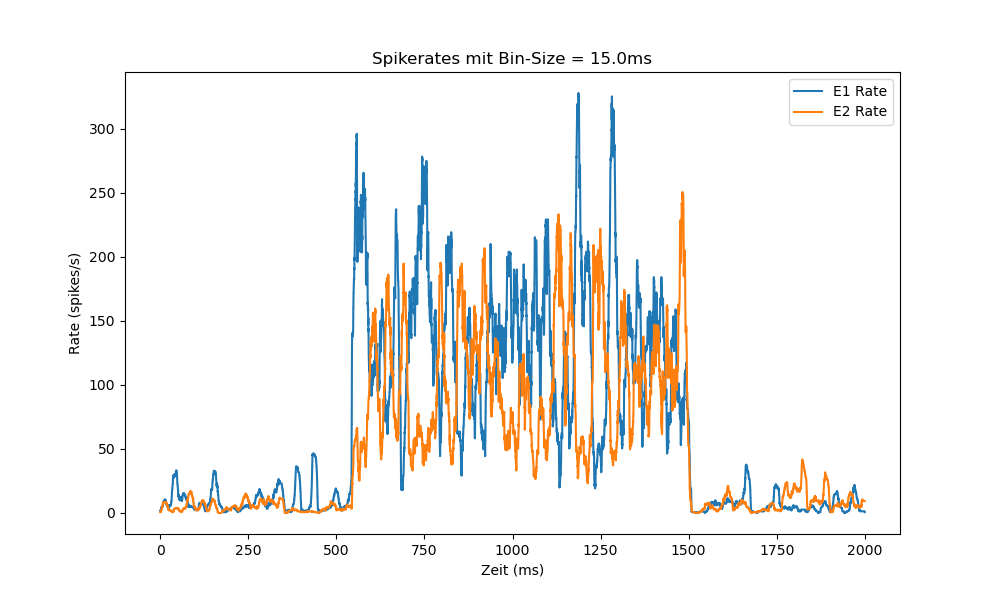 Spikerates mit Bin-Size = 15.0ms
E1 Rate
E2 Rate
Rate (spikes/s)
300
250
200
150
100
50
0
0 250 500 750 1000 1250 1500 1750 2000
Zeit (ms)